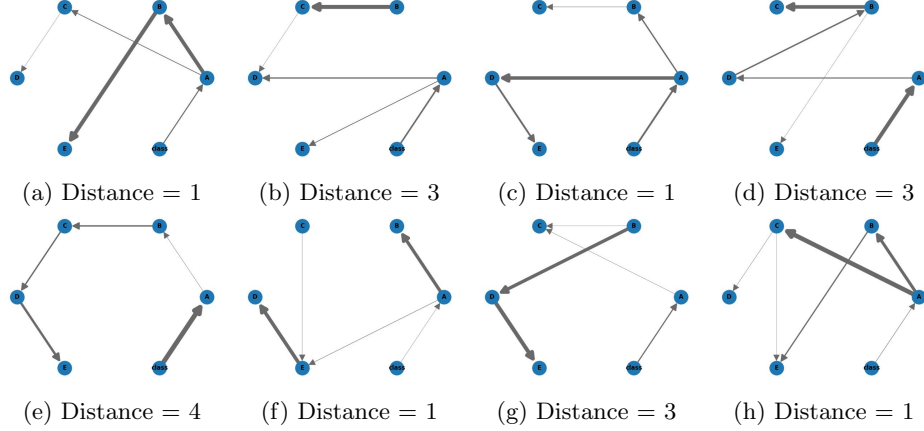 C B C B C B C B
D A D A D A D A
E class E class E class E class
(a) Distance = 1 (b) Distance = 3 (c) Distance = 1 (d) Distance = 3
C B C B C B C B
D A D A D A D A
E class E class E class E class
(e) Distance = 4 (f) Distance = 1 (g) Distance = 3 (h) Distance = 1